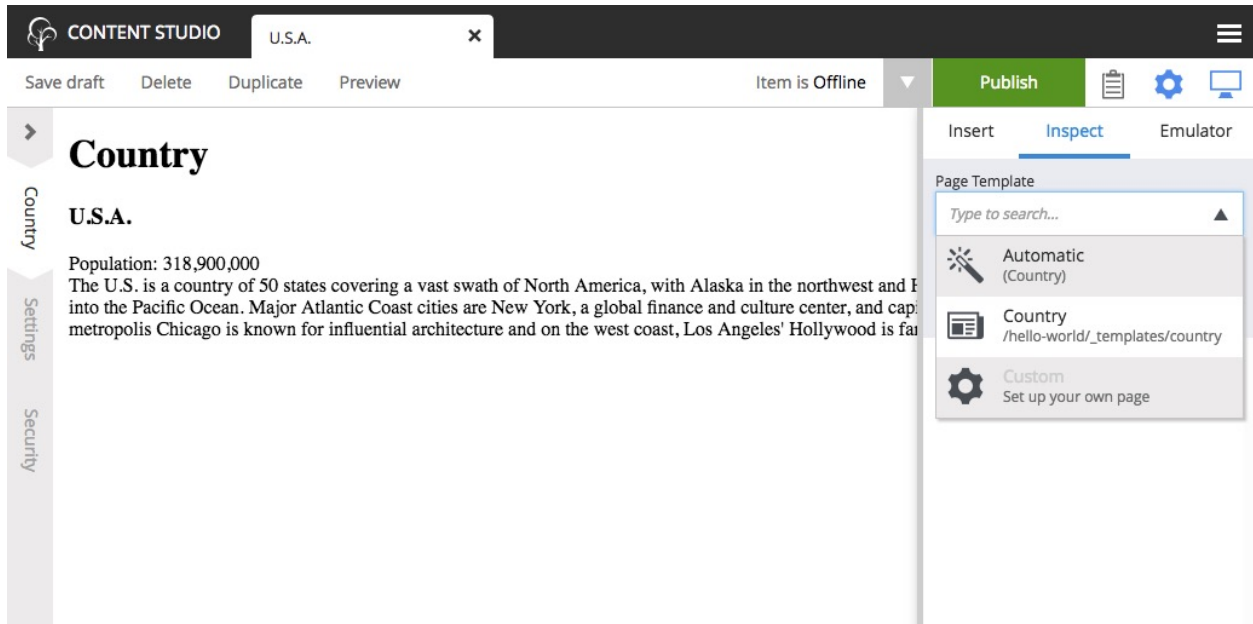 CONTENT STUDIO
U.S.A.
Save draft
Delete
Duplicate
Preview
Item is Offline
Publish
Country
Settings
Security
Country
U.S.A.
Population: 318,900,000
The U.S. is a country of 50 states covering a vast swath of North America, with Alaska in the northwest and
into the Pacific Ocean. Major Atlantic Coast cities are New York, a global finance and culture center, and
metropolis Chicago is known for influential architecture and on the west coast, Los Angeles' Hollywood is
Insert
Inspect
Emulator
Page Template
Type to search...
Automatic
(Country)
Country
/hello-world/_templates/country
Custom
Set up your own page